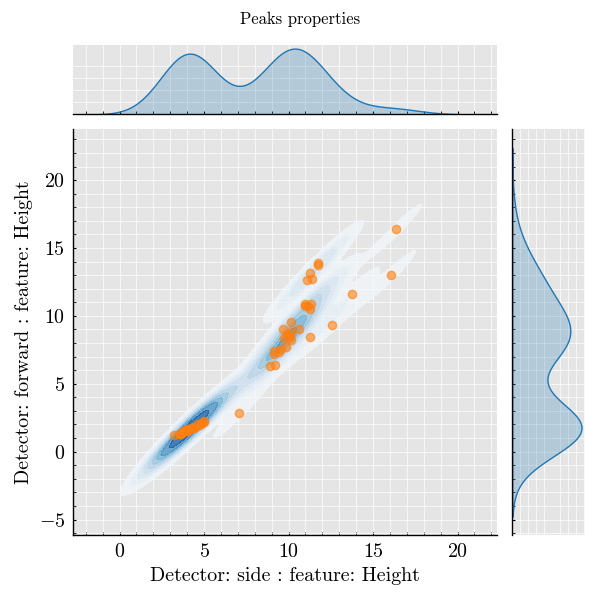 Peaks properties
20
15
10
5
0
−5
Detector: forward : feature: Height
0 5 10 15 20
Detector: side : feature: Height